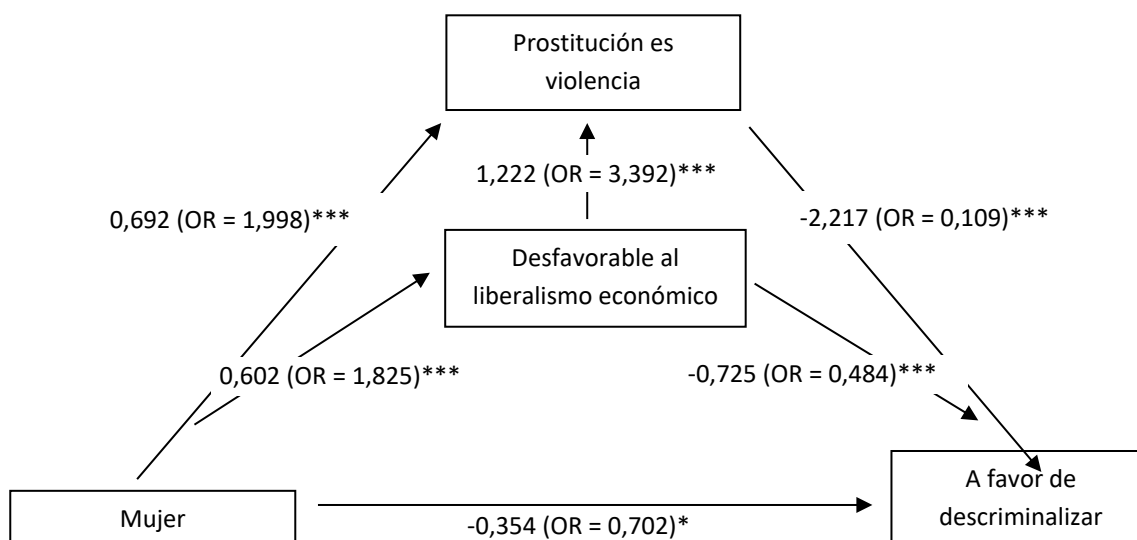 Prostitución es
violencia
1,222 (OR = 3,392)***
0,692 (OR = 1,998)***
-2,217 (OR = 0,109)***
Desfavorable al
liberalismo económico
0,602 (OR = 1,825)***
-0,725 (OR = 0,484)***
A favor de
descriminalizar
Mujer
-0,354 (OR = 0,702)*